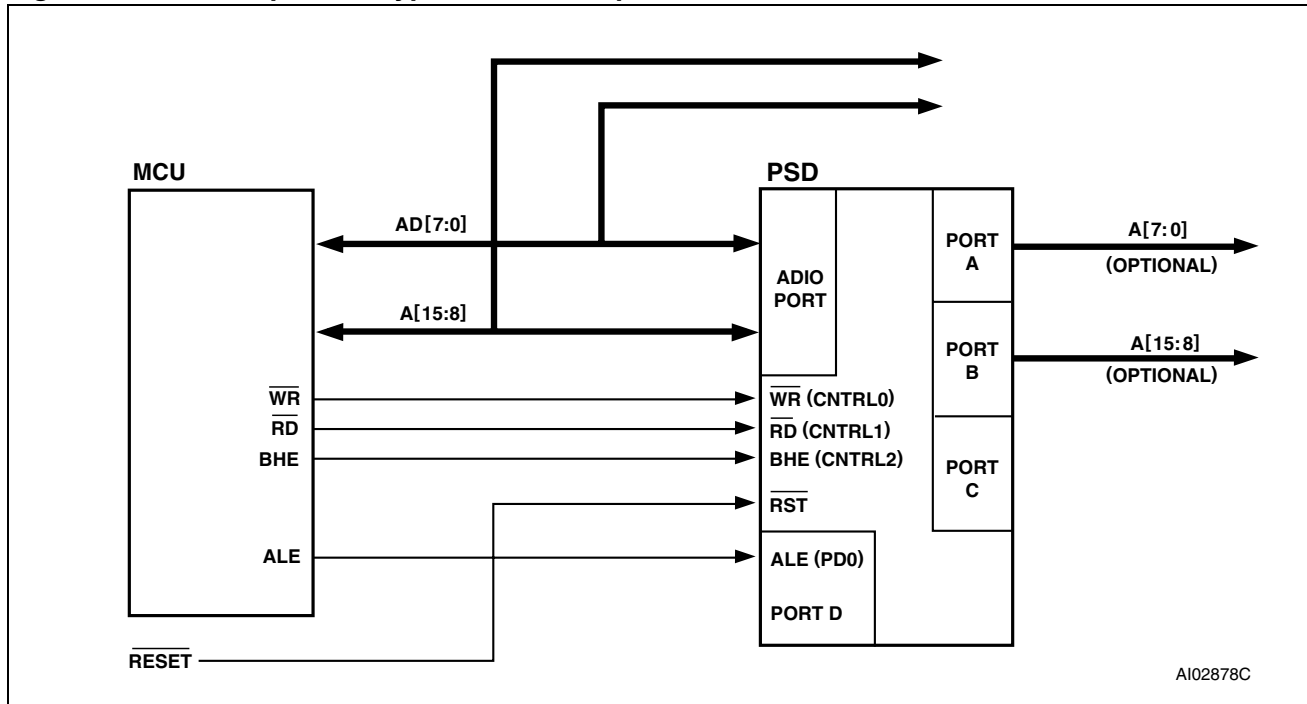 MCU
PSD
AD[7:0]
A[15:8]
ADIO
PORT
PORT
A
A[7:0]
(OPTIONAL)
PORT
B
A[15:8]
(OPTIONAL)
PORT
C
WR
WR (CNTRL0)
RD
RD (CNTRL1)
BHE
BHE (CNTRL2)
RST
ALE
ALE (PD0)
PORT D
RESET
AI02878C